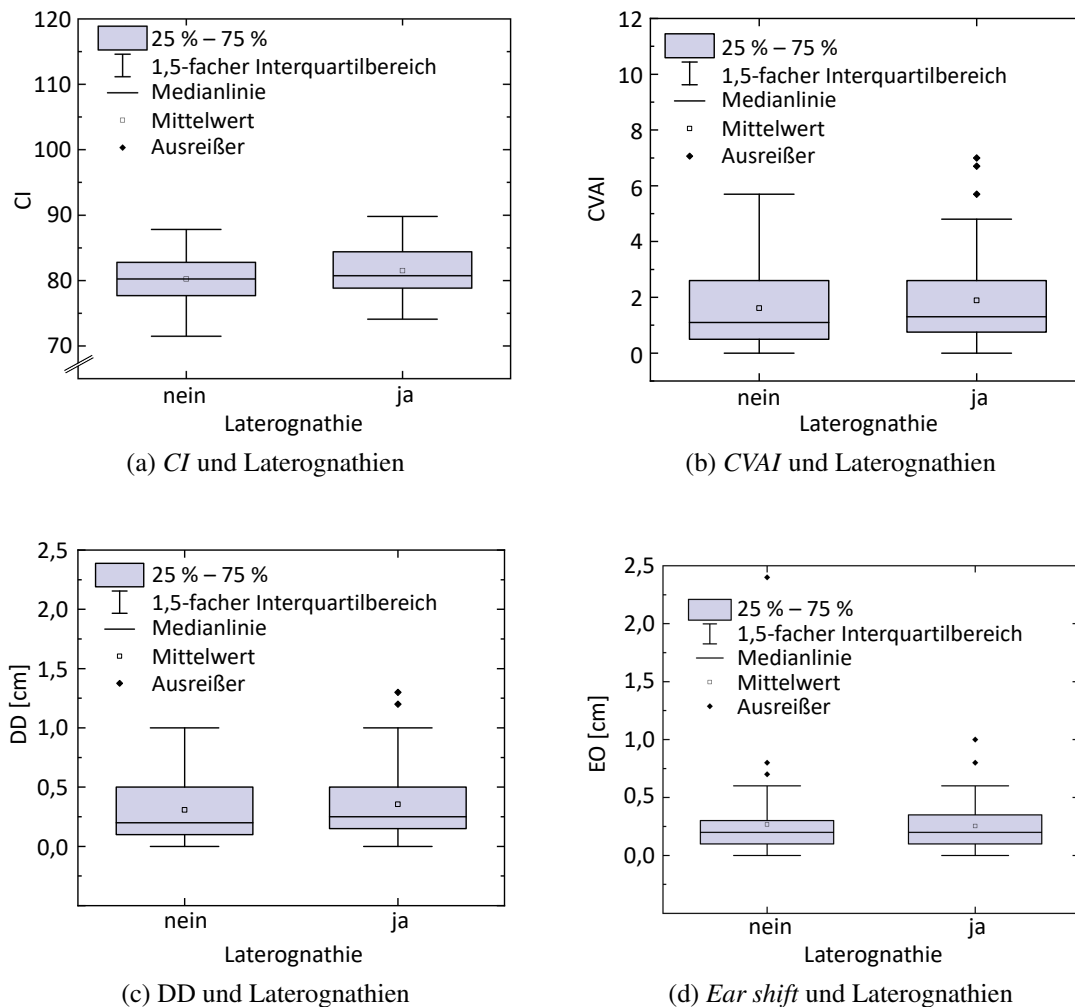 120
110
100
90
80
70
CI
25 % – 75 %
1,5-facher Interquartilbereich
Medianlinie
Mittelwert
Ausreißer
nein
ja
Laterognathie
(a) CI und Laterognathien
12
10
8
6
4
2
0
CVAI
25 % – 75 %
1,5-facher Interquartilbereich
Medianlinie
Mittelwert
Ausreißer
nein
ja
Laterognathie
(b) CVAI und Laterognathien
2,5
2,0
1,5
1,0
0,5
0,0
DD [cm]
25 % – 75 %
1,5-facher Interquartilbereich
Medianlinie
Mittelwert
Ausreißer
nein
ja
Laterognathie
(c) DD und Laterognathien
2,5
2,0
1,5
1,0
0,5
0,0
EO [cm]
25 % – 75 %
1,5-facher Interquartilbereich
Medianlinie
Mittelwert
Ausreißer
nein
ja
Laterognathie
(d) Ear shift und Laterognathien